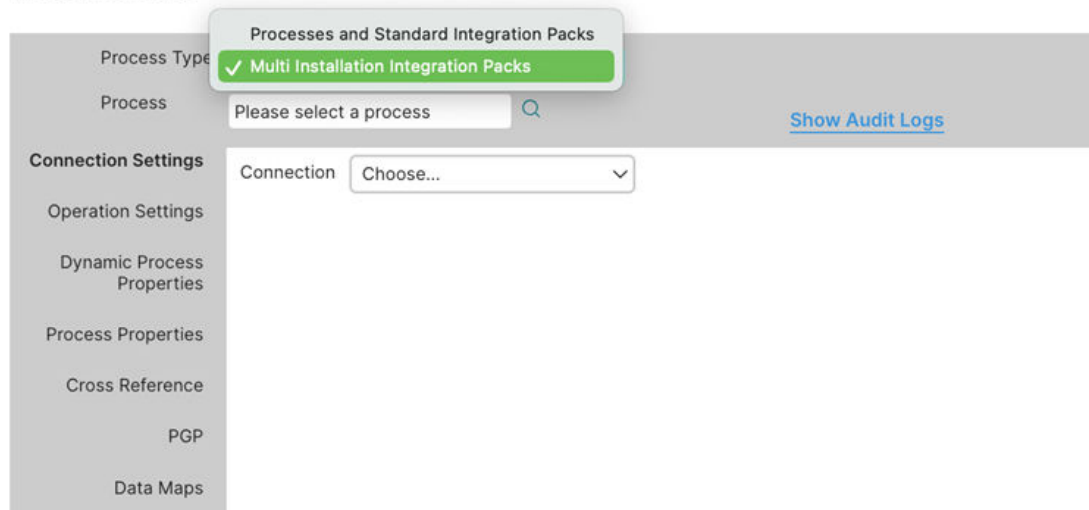 Processes and Standard Integration Packs
Process Type
✓ Multi Installation Integration Packs
Process
Please select a process
Show Audit Logs
Connection Settings
Connection
Choose...
Operation Settings
Dynamic Process
Properties
Process Properties
Cross Reference
PGP
Data Maps